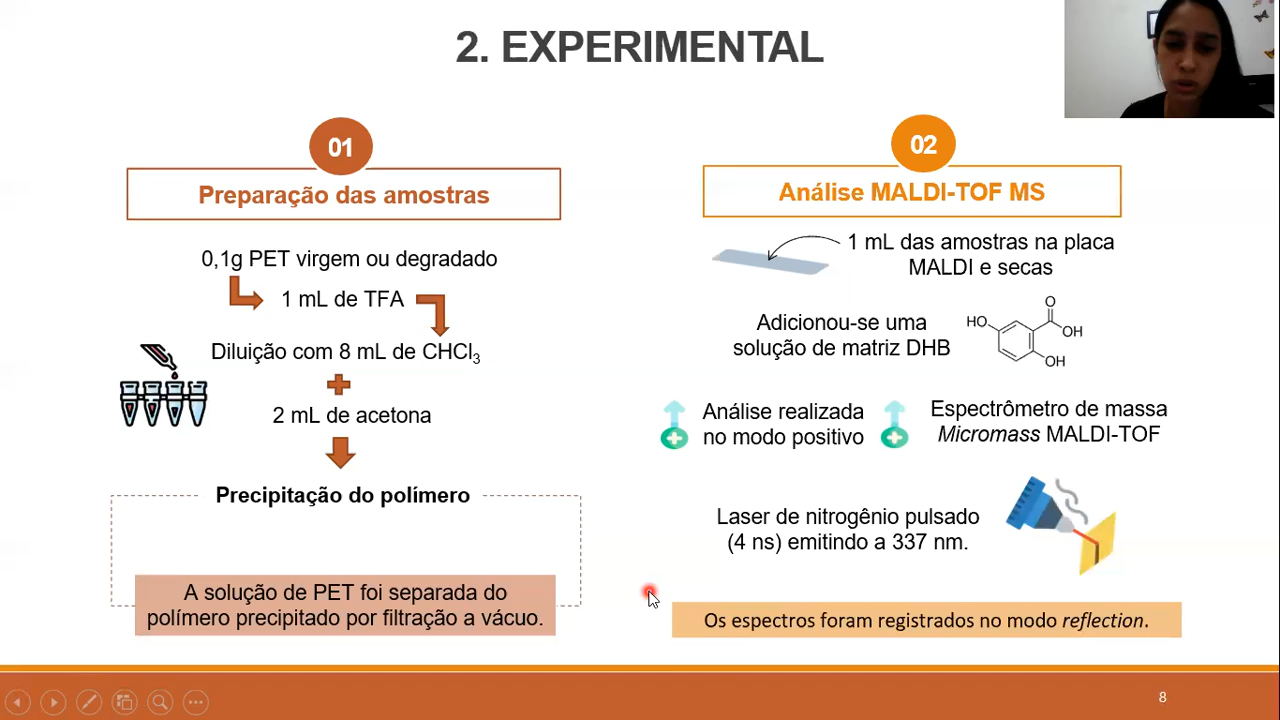 2. EXPERIMENTAL
01
Preparação das amostras
0,1g PET virgem ou degradado
1 mL de TFA
Diluição com 8 mL de CHCl₃
2 mL de acetona
Precipitação do polímero
A solução de PET foi separada do
polímero precipitado por filtração a vácuo.
02
Análise MALDI-TOF MS
1 mL das amostras na placa
MALDI e secas
Adicionou-se uma
solução de matriz DHB
HO
O
OH
OH
Análise realizada
no modo positivo
Espectrômetro de massa
Micromass MALDI-TOF
Laser de nitrogênio pulsado
(4 ns) emitindo a 337 nm.
Os espectros foram registrados no modo reflection.
8